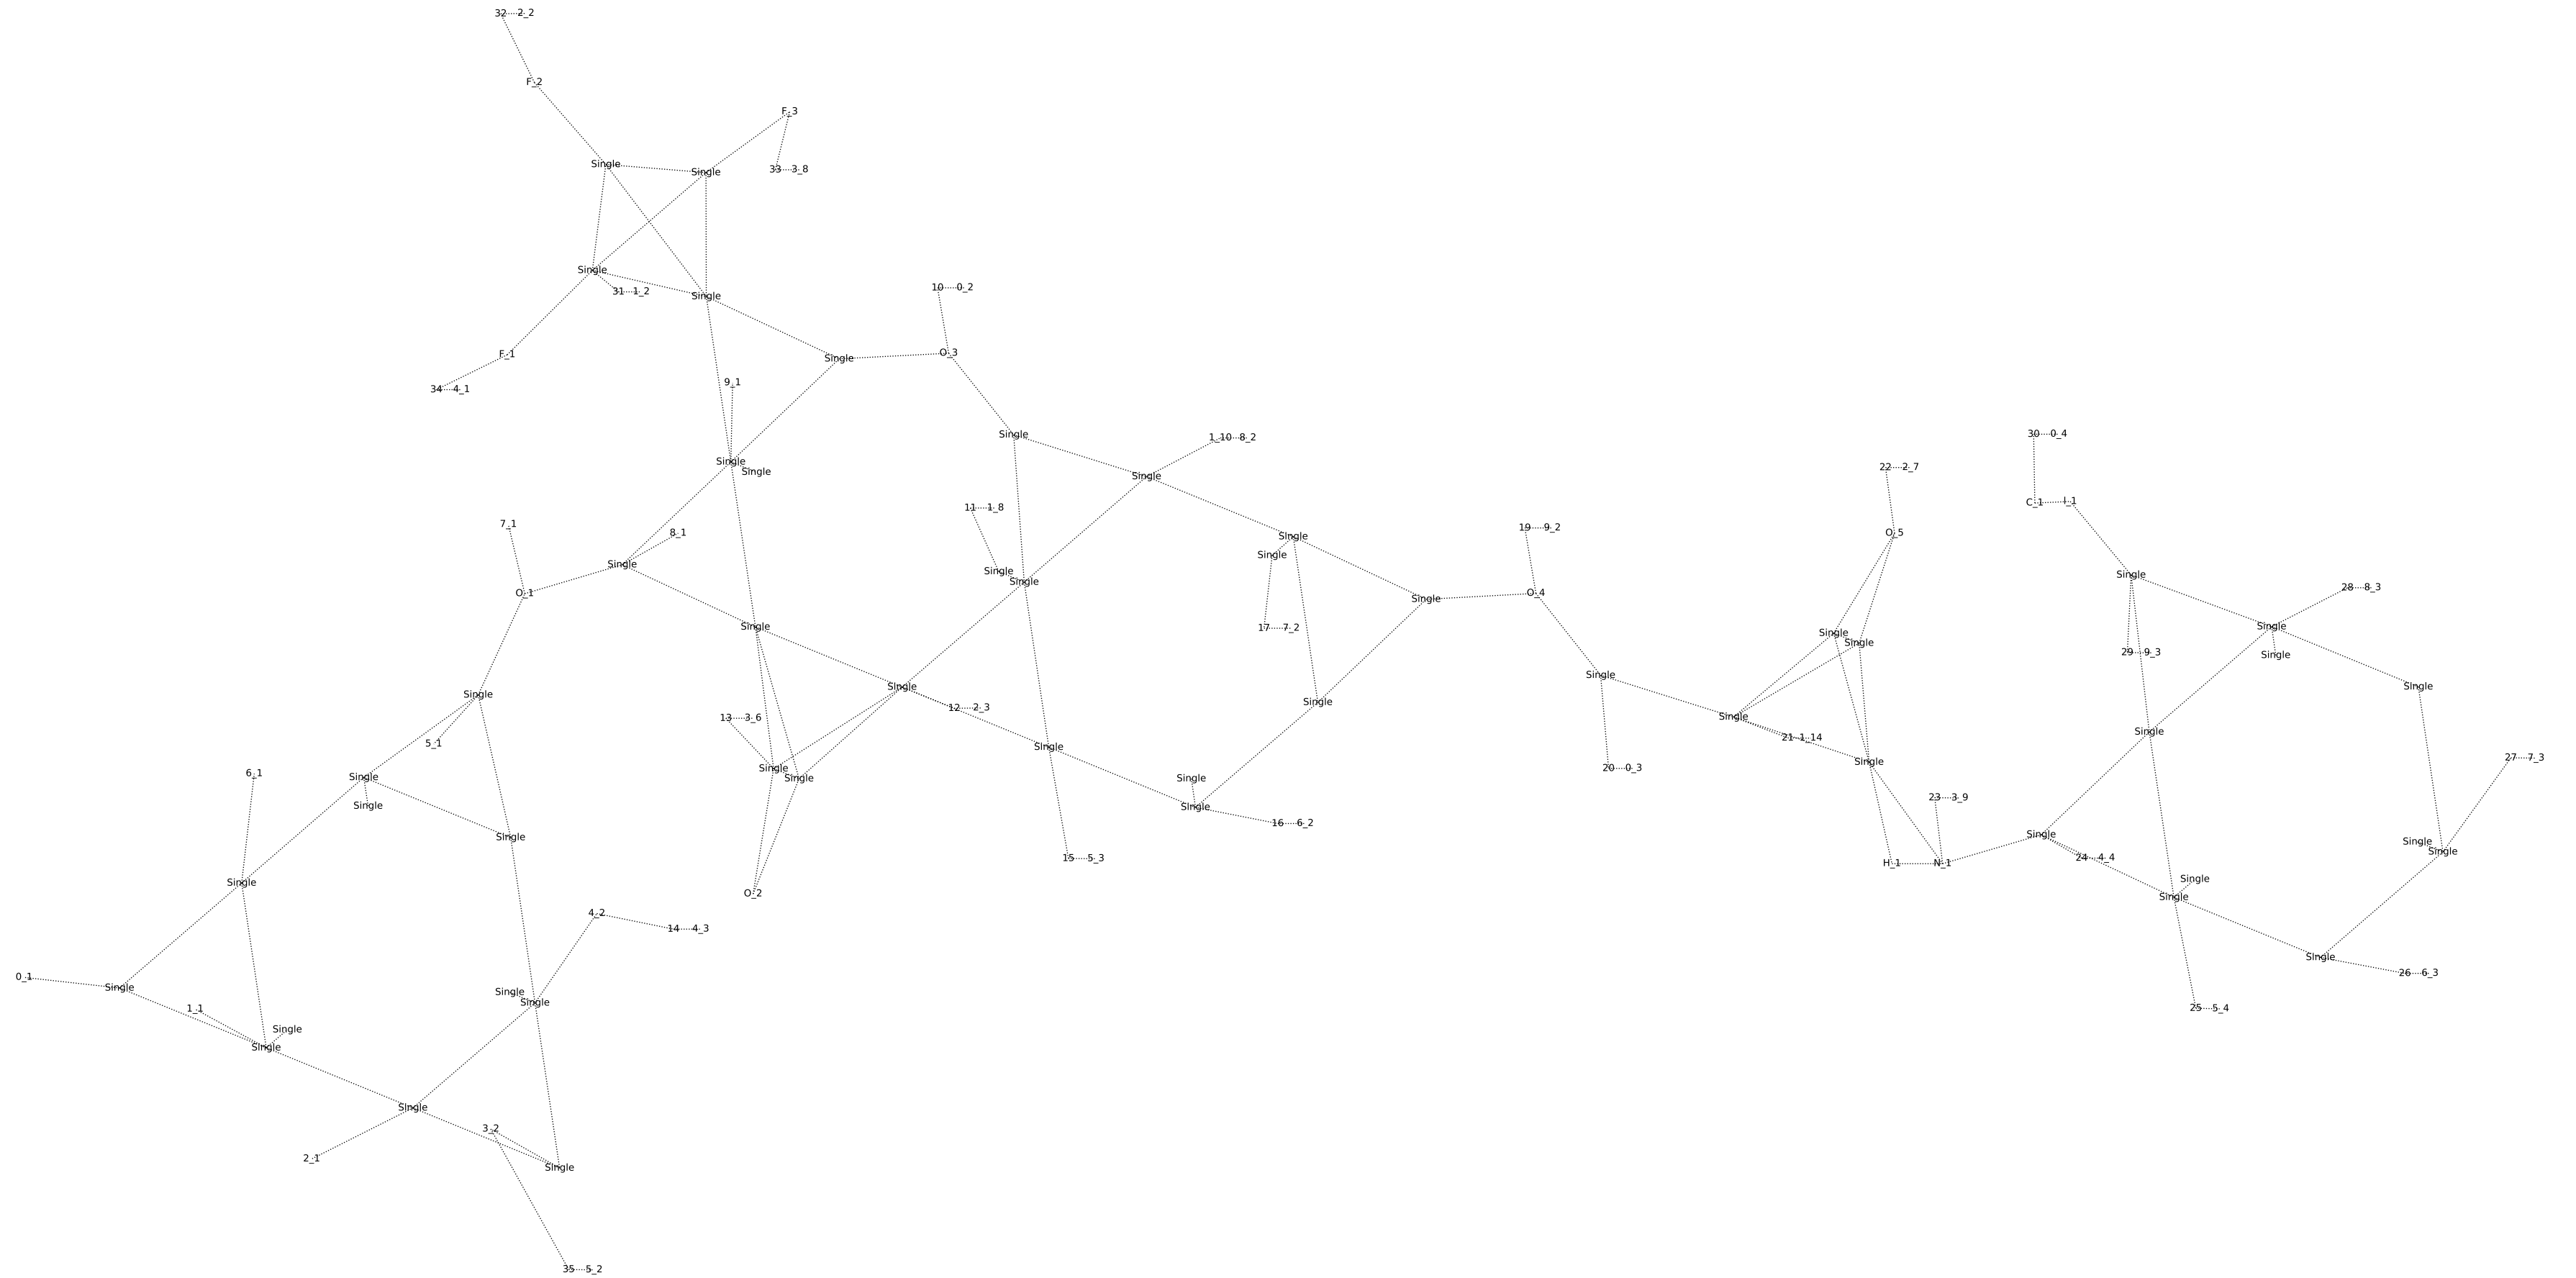 32 2_2
F_2
F_3
Single
33 3_8
Single
Single
31 1_2
10 0_2
Single
F_1
O_3
Single
34 4_1
9_1
Single
1_10 8_2
30 0_4
Single
Single
22 2_7
Single
C_1 I_1
11 1_8
7_1
19 9_2
8_1
O_5
Single
Single
Single
Single
Single
Single
28 8_3
O_1
O_4
Single
17 7_2
Single
Single
Single
Single
29 9_3
Single
Single
Single
Single
Single
Single
12 2_3
13 3_6
Single
Single
5_1
21 1_14
Single
Single
27 7_3
Single
6_1
Single
20 0_3
Single
Single
Single
23 3_9
Single
Single
16 6_2
Single
Single
Single
Single
15 5_3
H_1 N_1
24 4_4
Single
Single
O_2
Single
4_2
14 4_3
Single
0_1
26 6_3
Single
Single
Single
1_1
25 5_4
Single
Single
Single
3_2
2_1
Single
35 5_2